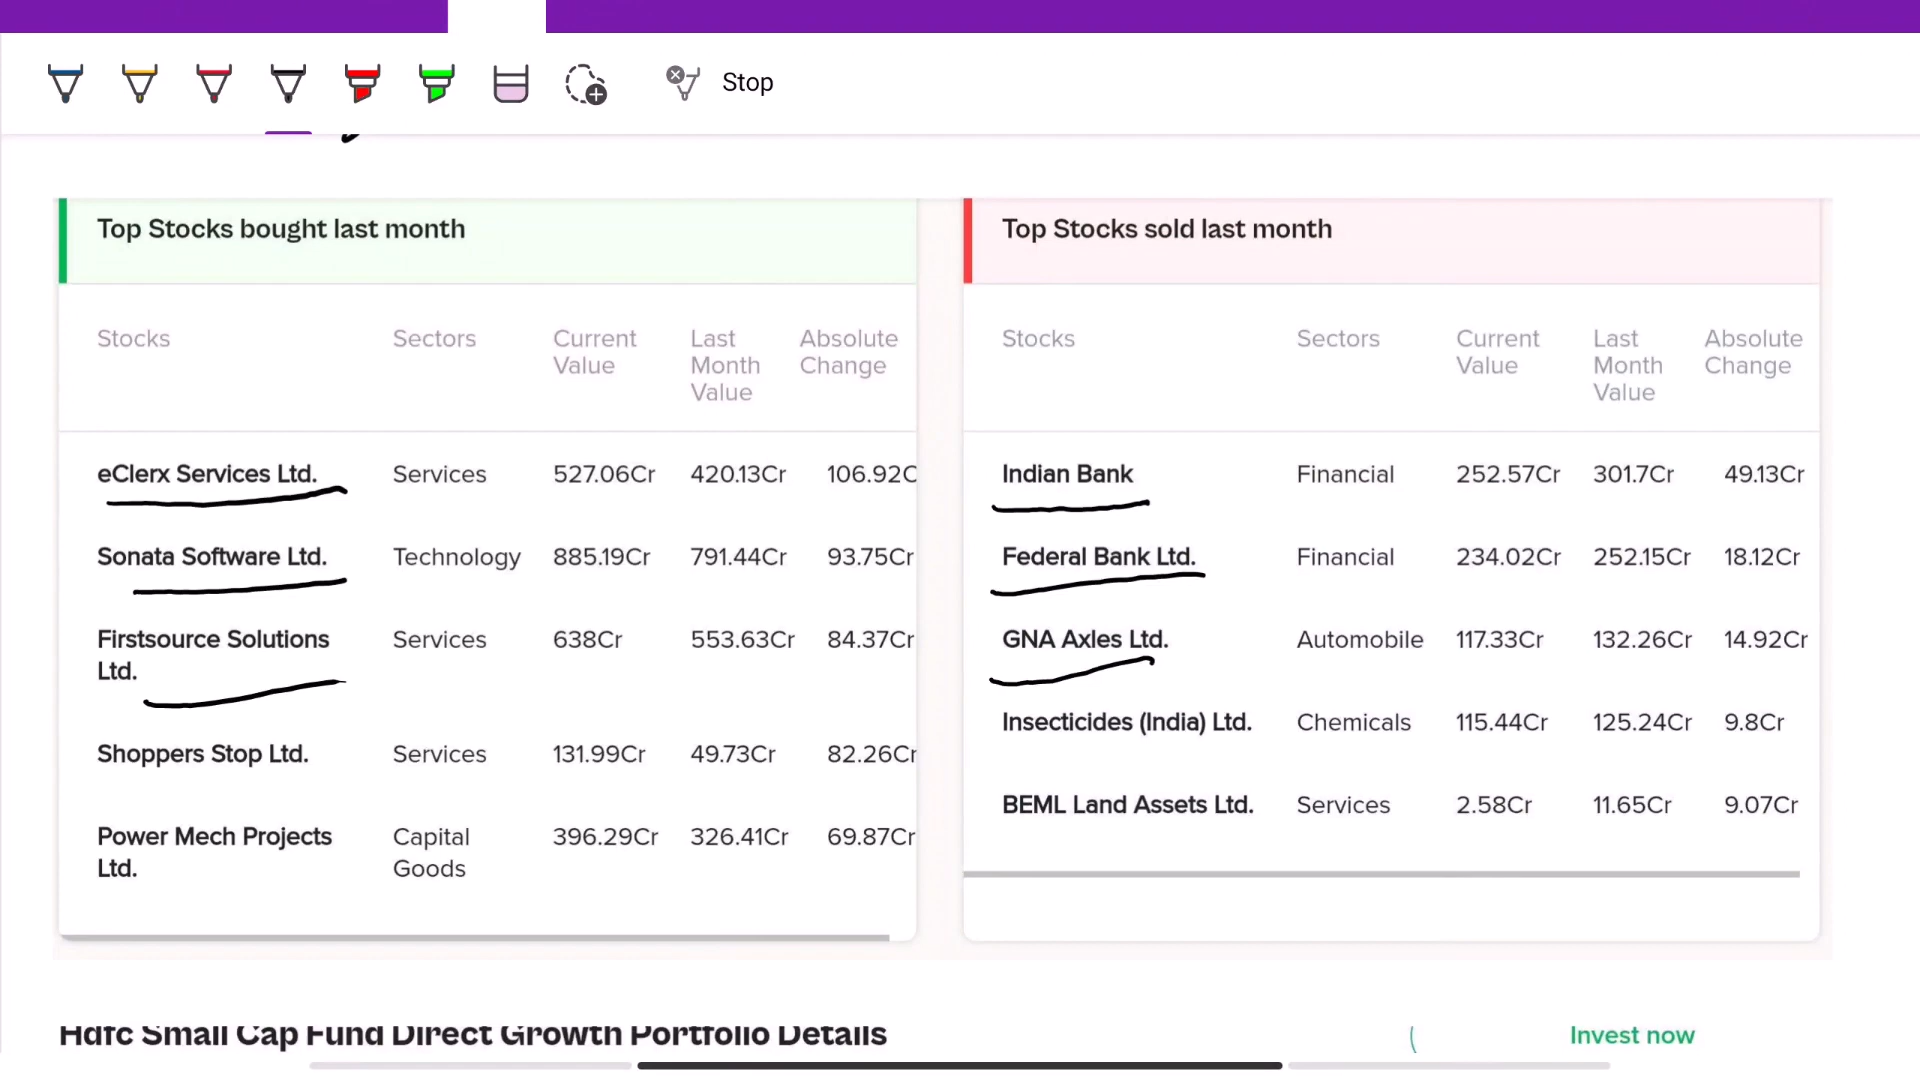 Stop
Top Stocks bought last month
Stocks Sectors Current Value Last Month Value Absolute Change
eClerx Services Ltd. Services 527.06Cr 420.13Cr 106.92C
Sonata Software Ltd. Technology 885.19Cr 791.44Cr 93.75Cr
Firstsource Solutions Ltd. Services 638Cr 553.63Cr 84.37Cr
Shoppers Stop Ltd. Services 131.99Cr 49.73Cr 82.26Cr
Power Mech Projects Ltd. Capital Goods 396.29Cr 326.41Cr 69.87Cr
Top Stocks sold last month
Stocks Sectors Current Value Last Month Value Absolute Change
Indian Bank Financial 252.57Cr 301.7Cr 49.13Cr
Federal Bank Ltd. Financial 234.02Cr 252.15Cr 18.12Cr
GNA Axles Ltd. Automobile 117.33Cr 132.26Cr 14.92Cr
Insecticides (India) Ltd. Chemicals 115.44Cr 125.24Cr 9.8Cr
BEML Land Assets Ltd. Services 2.58Cr 11.65Cr 9.07Cr
Hdfc Small Cap Fund Direct Growth Portfolio Details
Invest now